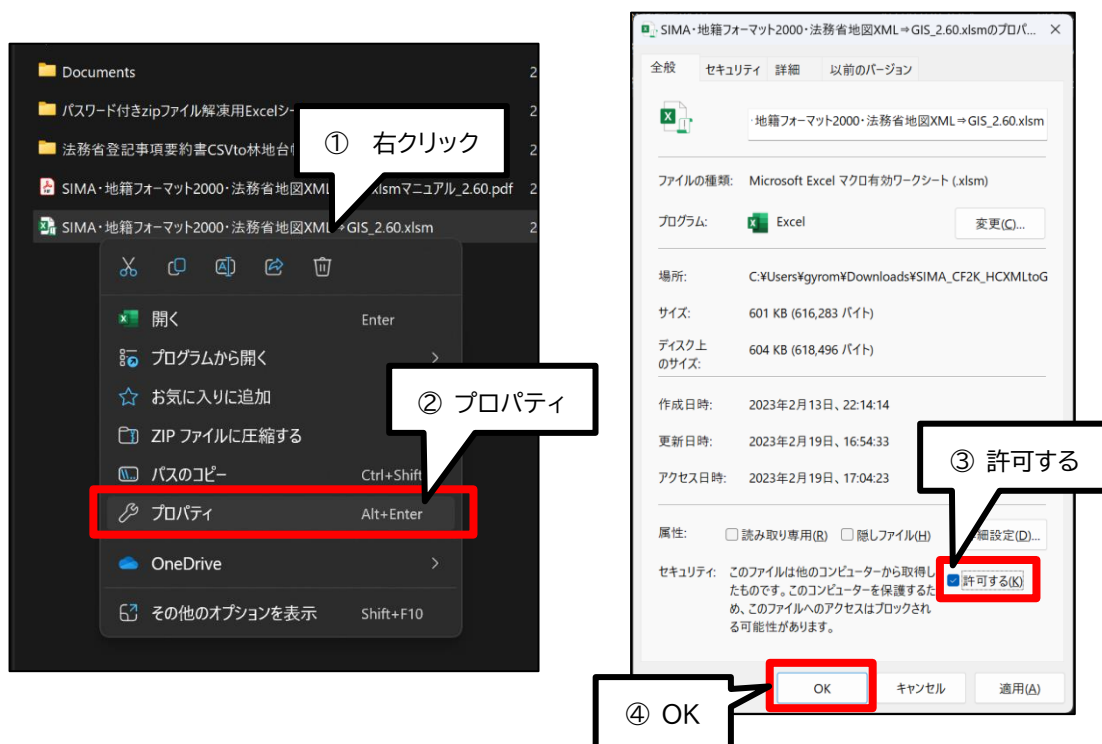 Documents 2
パスワード付きzipファイル解凍用Excelシー 2
法務省登記事項要約書CSVto林地台 2
SIMA・地籍フォーマット2000・法務省地図XML xlsmマニュアル_2.60.pdf 2
SIMA・地籍フォーマット2000・法務省地図XML⇒GIS_2.60.xlsm 2
① 右クリック
開く Enter
プログラムから開く
お気に入りに追加
ZIP ファイルに圧縮する
パスのコピー Ctrl+Shift
プロパティ Alt+Enter
OneDrive
その他のオプションを表示 Shift+F10
② プロパティ
SIMA・地籍フォーマット2000・法務省地図XML⇒GIS_2.60.xlsmのプロパ...
全般 セキュリティ 詳細 以前のバージョン
・地籍フォーマット2000・法務省地図XML⇒GIS_2.60.xlsm
ファイルの種類: Microsoft Excel マクロ有効ワークシート (.xlsm)
プログラム: Excel 変更(C)...
場所: C:¥Users¥gyrom¥Downloads¥SIMA_CF2K_HCXMLtoG
サイズ: 601 KB (616,283 バイト)
ディスク上
のサイズ: 604 KB (618,496 バイト)
作成日時: 2023年2月13日、22:14:14
更新日時: 2023年2月19日、16:54:33
アクセス日時: 2023年2月19日、17:04:23
③ 許可する
属性: 読み取り専用(R) 隠しファイル(H) 細設定(D)...
セキュリティ: このファイルは他のコンピューターから取得し
たものです。このコンピューターを保護するた
め、このファイルへのアクセスはブロックされ
る可能性があります。
許可する(K)
OK キャンセル 適用(A)
④ OK